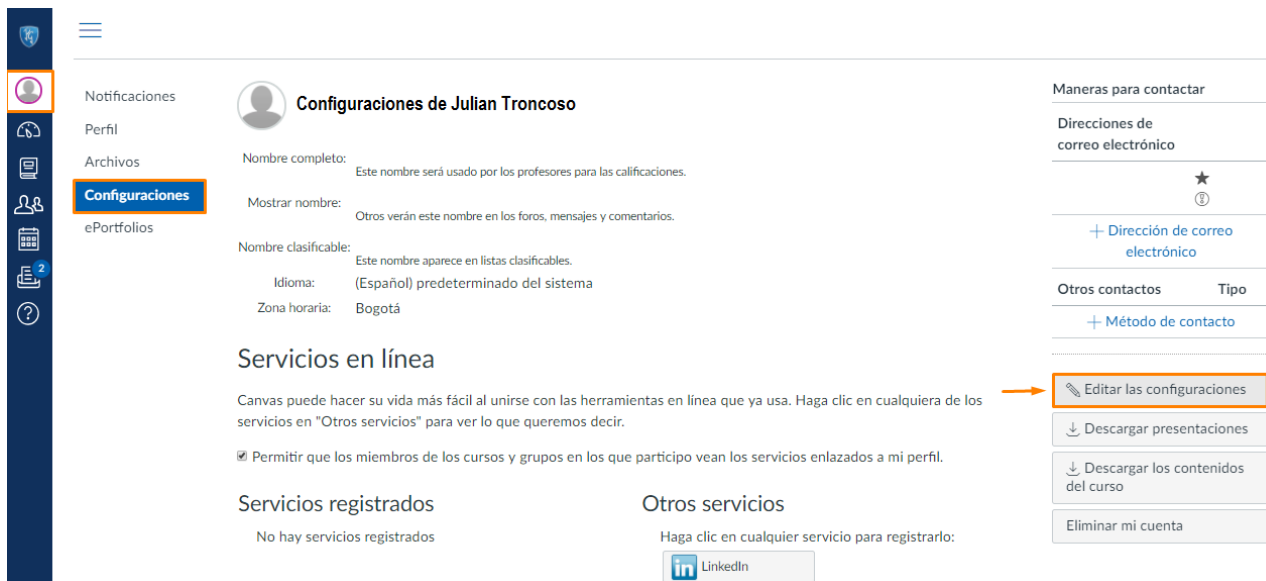 2
Notificaciones
Perfil
Archivos
Configuraciones
ePortfolios
Configuraciones de Julian Troncoso
Nombre completo:
Este nombre será usado por los profesores para las calificaciones.
Mostrar nombre:
Otros verán este nombre en los foros, mensajes y comentarios.
Nombre clasificable:
Este nombre aparece en listas clasificables.
Idioma: (Español) predeterminado del sistema
Zona horaria: Bogotá
Servicios en línea
Canvas puede hacer su vida más fácil al unirse con las herramientas en línea que ya usa. Haga clic en cualquiera de los
servicios en "Otros servicios" para ver lo que queremos decir.
Permitir que los miembros de los cursos y grupos en los que participo vean los servicios enlazados a mi perfil.
Servicios registrados
No hay servicios registrados
Otros servicios
Haga clic en cualquier servicio para registrarlo:
in LinkedIn
Maneras para contactar
Direcciones de
correo electrónico
+ Dirección de correo
electrónico
Otros contactos Tipo
+ Método de contacto
Editar las configuraciones
Descargar presentaciones
Descargar los contenidos
del curso
Eliminar mi cuenta